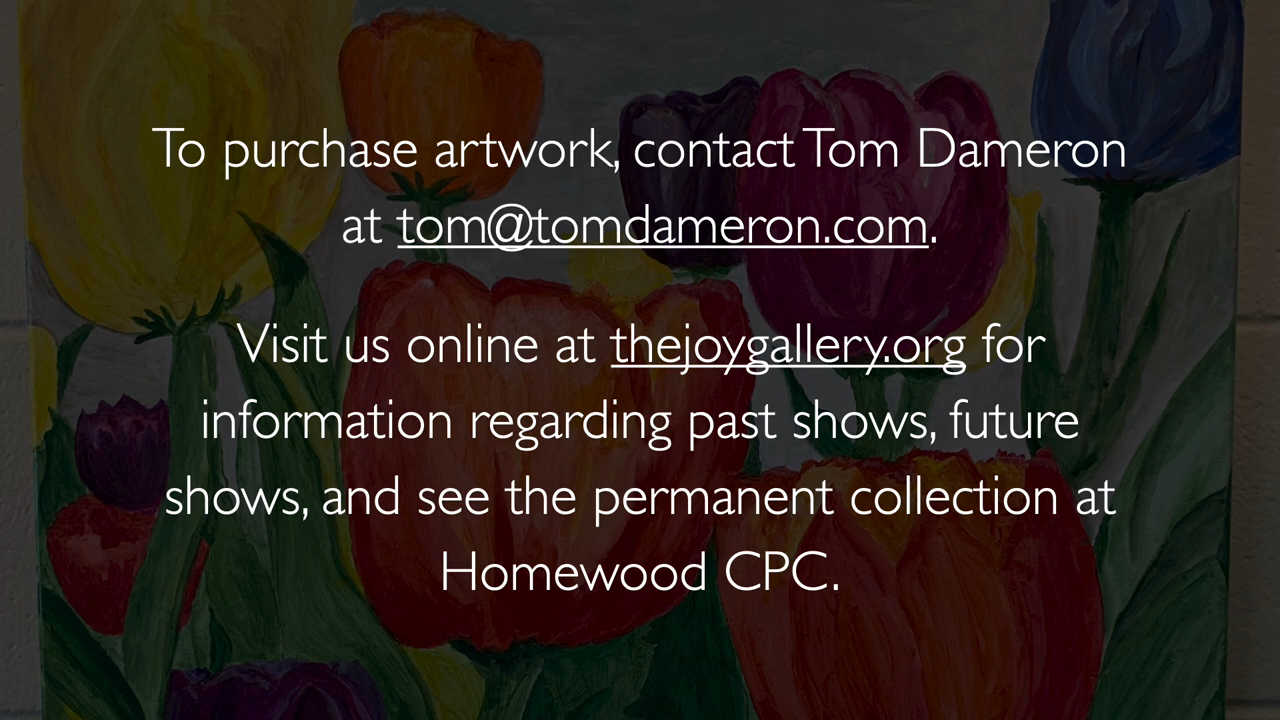 To purchase artwork, contact Tom Dameron
at tom@tomdameron.com.
Visit us online at thejoygallery.org for
information regarding past shows, future
shows, and see the permanent collection at
Homewood CPC.